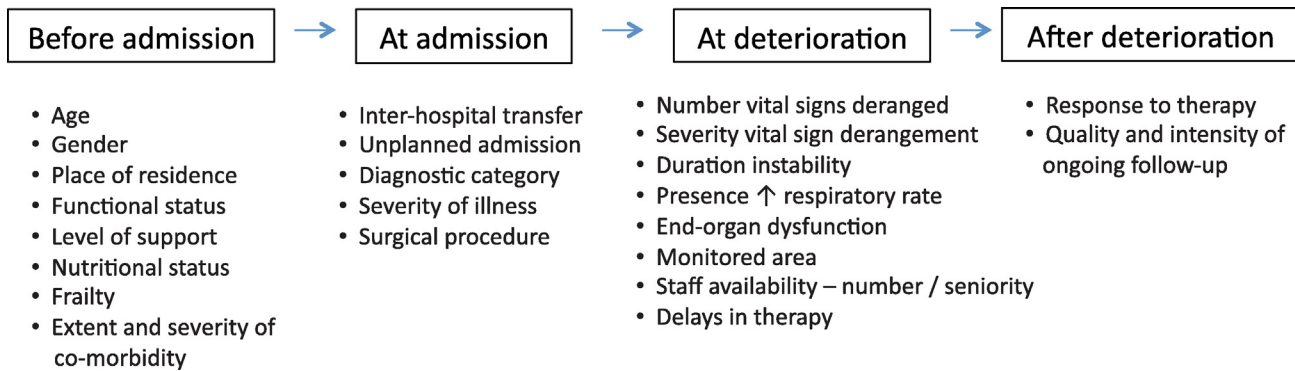 Before admission
At admission
At deterioration
After deterioration
• Age
• Gender
• Place of residence
• Functional status
• Level of support
• Nutritional status
• Frailty
• Extent and severity of
co-morbidity
• Inter-hospital transfer
• Unplanned admission
• Diagnostic category
• Severity of illness
• Surgical procedure
• Number vital signs deranged
• Severity vital sign derangement
• Duration instability
• Presence ↑ respiratory rate
• End-organ dysfunction
• Monitored area
• Staff availability – number / seniority
• Delays in therapy
• Response to therapy
• Quality and intensity of
ongoing follow-up